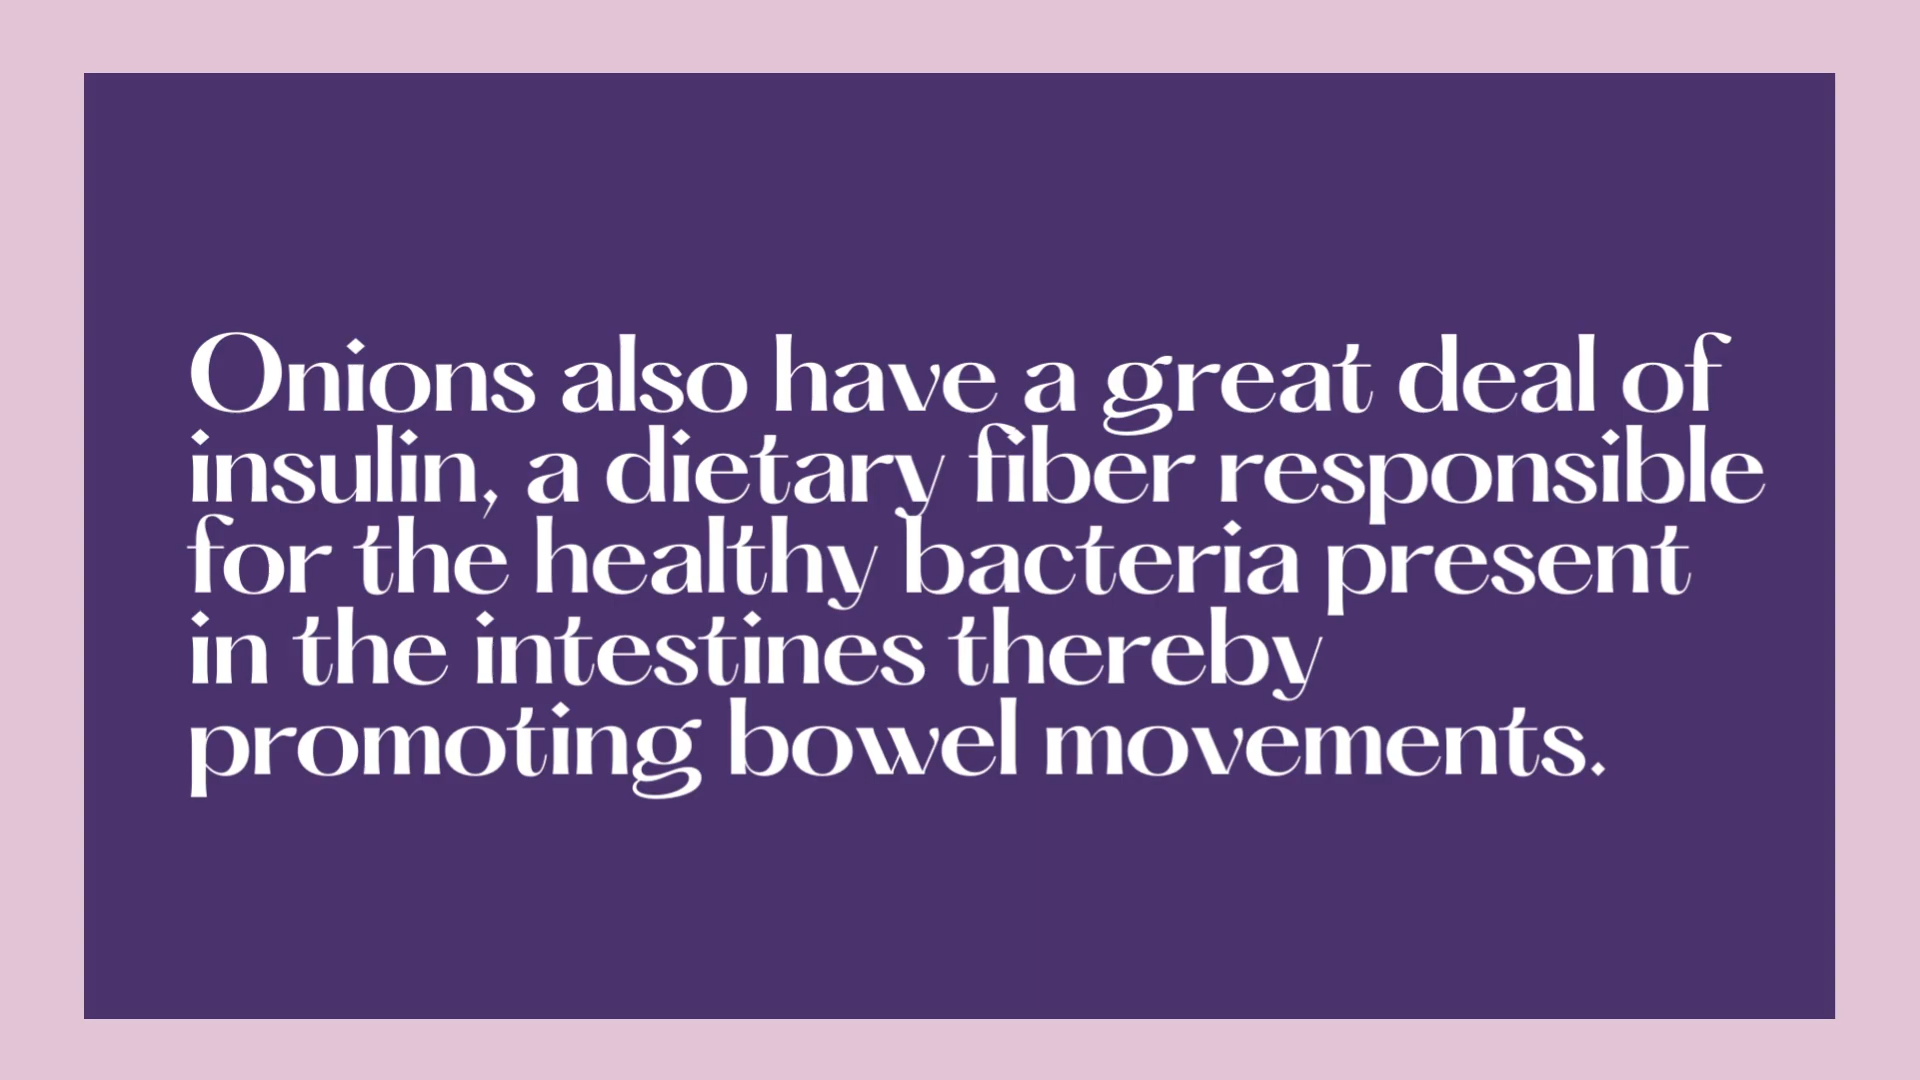 Onions also have a great deal of
insulin, a dietary fiber responsible
for the healthy bacteria present
in the intestines thereby
promoting bowel movements.